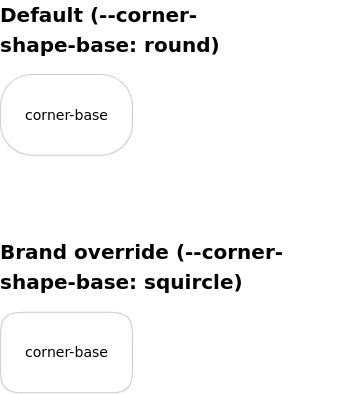 Default (--corner-
shape-base: round)
corner-base
Brand override (--corner-
shape-base: squircle)
corner-base